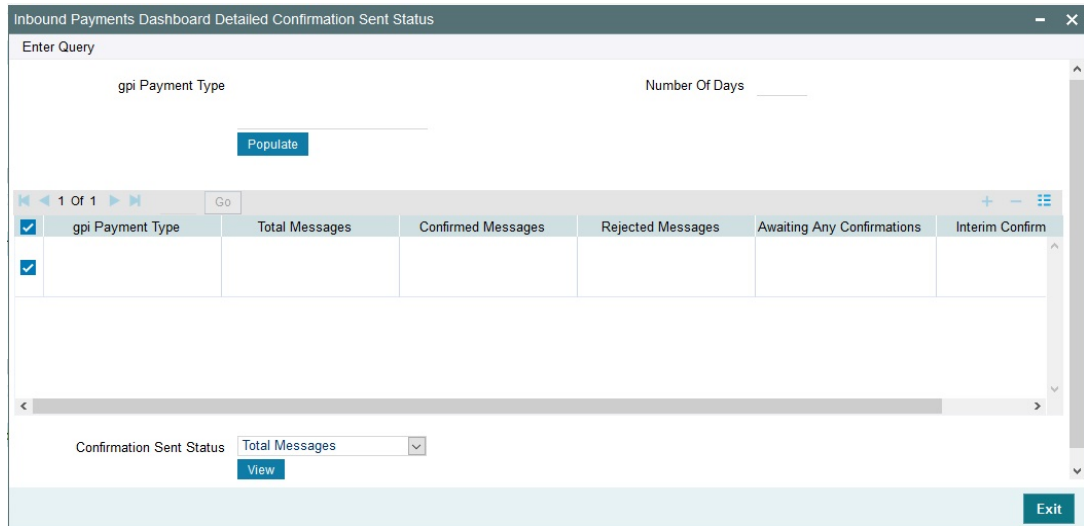 Inbound Payments Dashboard Detailed Confirmation Sent Status
Enter Query
gpi Payment Type Number Of Days
Populate
1 Of 1 Go
gpi Payment Type Total Messages Confirmed Messages Rejected Messages Awaiting Any Confirmations Interim Confirm
Confirmation Sent Status Total Messages
View
Exit